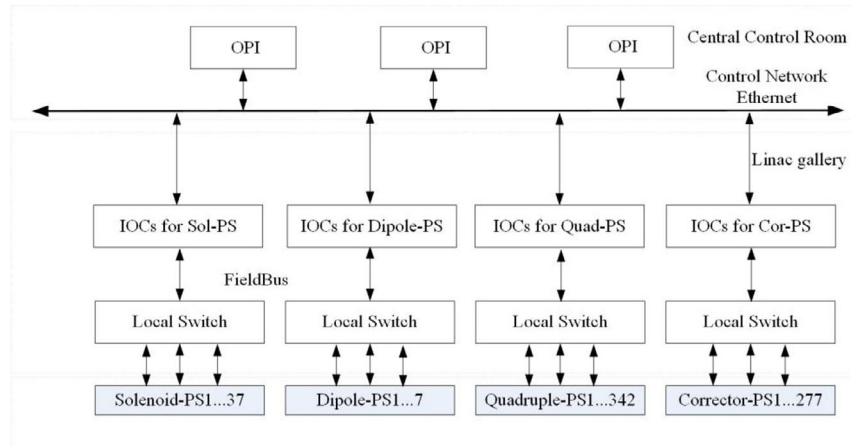 OPI
OPI
OPI
Central Control Room
Control Network
Ethernet
Linac gallery
IOCs for Sol-PS
IOCs for Dipole-PS
IOCs for Quad-PS
IOCs for Cor-PS
FieldBus
Local Switch
Local Switch
Local Switch
Local Switch
Solenoid-PS1...37
Dipole-PS1...7
Quadruple-PS1...342
Corrector-PS1...277